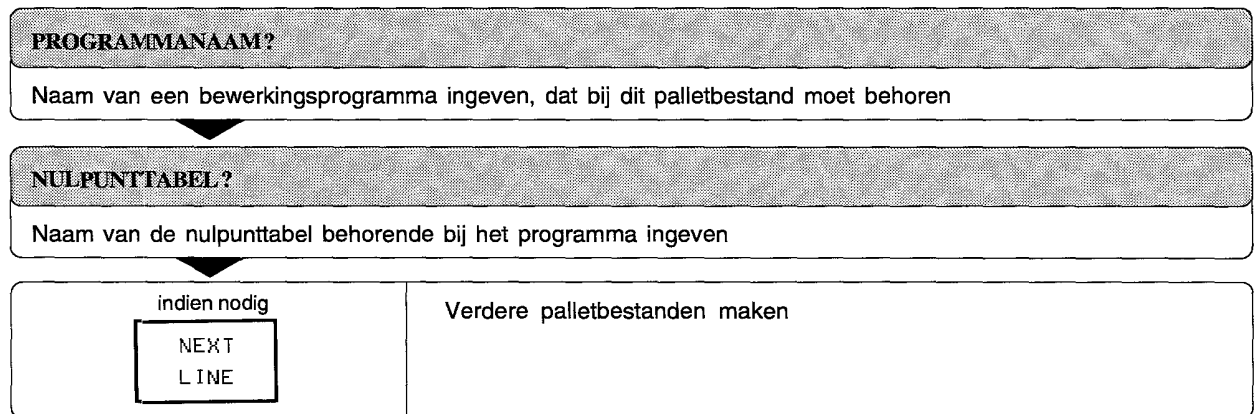 PROGRAMMANAAM?
Naam van een bewerkingsprogramma ingeven, dat bij dit palletbestand moet behoren
NULPUNTTABEL?
Naam van de nulpunttabel behorende bij het programma ingeven
indien nodig
NEXT
LINE
Verdere palletbestanden maken